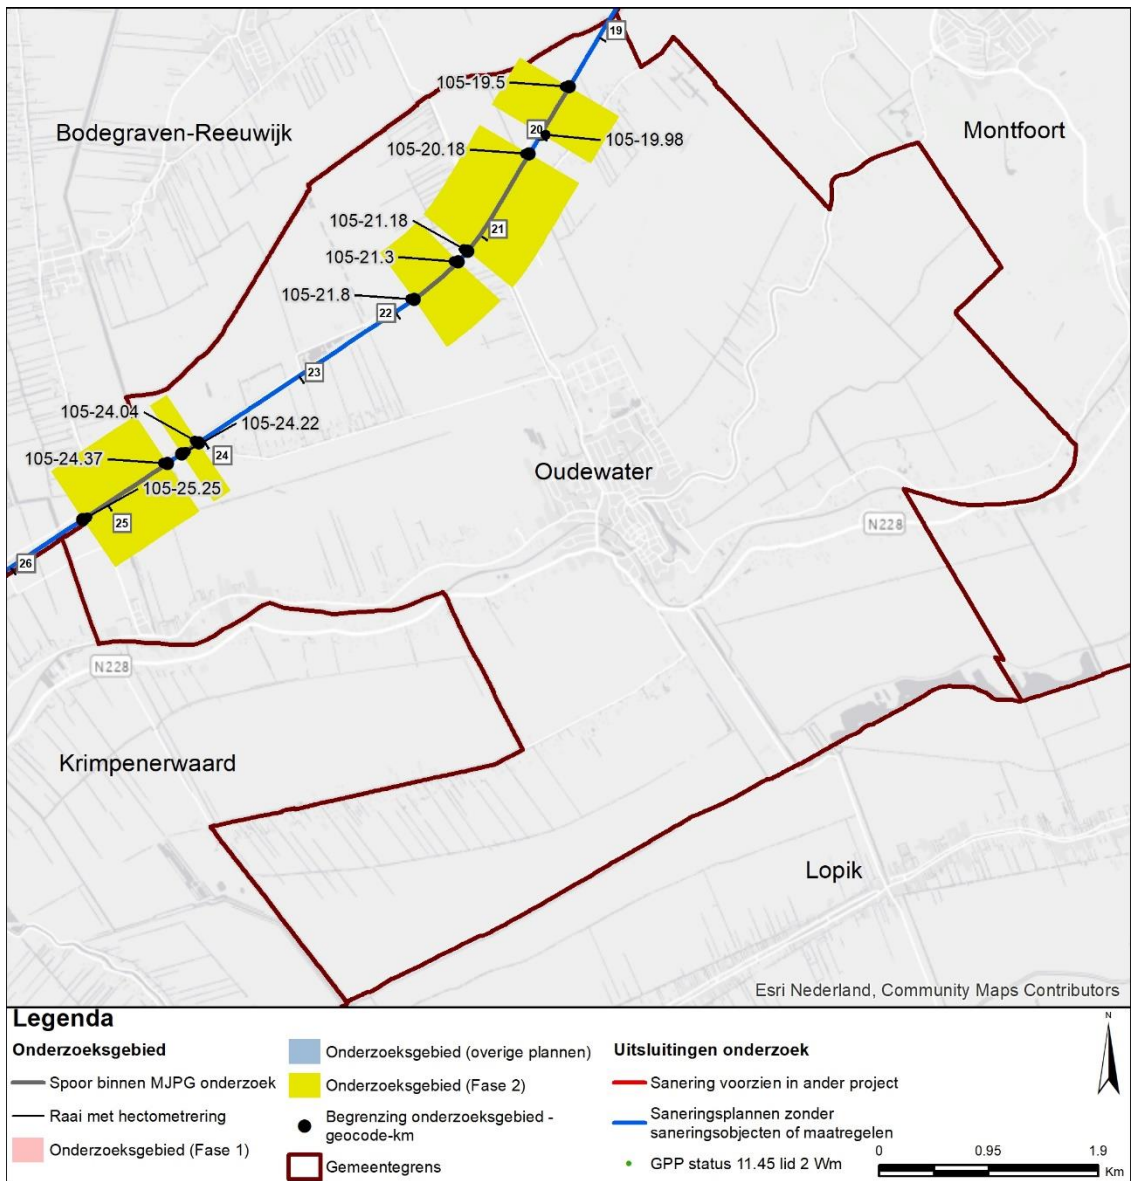 19
105-19.5
Bodegraven-Reeuwijk
Montfoort
20
105-19.98
105-20.18
105-21.18
21
105-21.3
105-21.8
22
23
105-24.04
105-24.22
24
105-24.37
Oudewater
105-25.25
25
N228
26
N228
Krimpenerwaard
Lopik
Esri Nederland, Community Maps Contributors
Legenda
Onderzoeksgebied
Spoor binnen MJPG onderzoek
Raai met hectometrering
Onderzoeksgebied (Fase 1)
Onderzoeksgebied (overige plannen)
Onderzoeksgebied (Fase 2)
Begrenzing onderzoeksgebied -
geocode-km
Gemeentegrens
Uitsluitingen onderzoek
Sanering voorzien in ander project
Saneringsplannen zonder
saneringsobjecten of maatregelen
GPP status 11.45 lid 2 Wm
N
0 0.95 1.9
Km